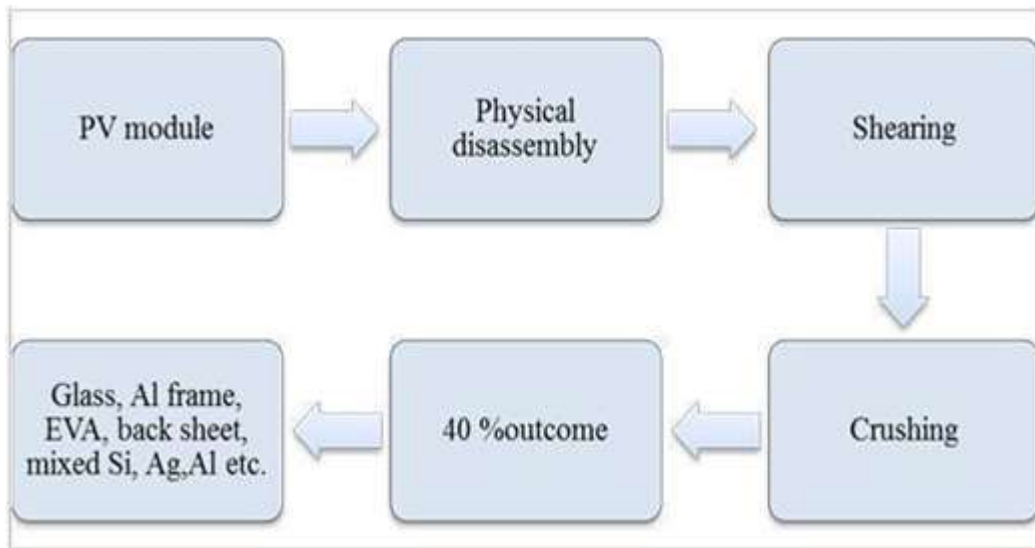 PV module
Physical
disassembly
Shearing
Crushing
40 %outcome
Glass, Al frame,
EVA, back sheet,
mixed Si, Ag,Al etc.